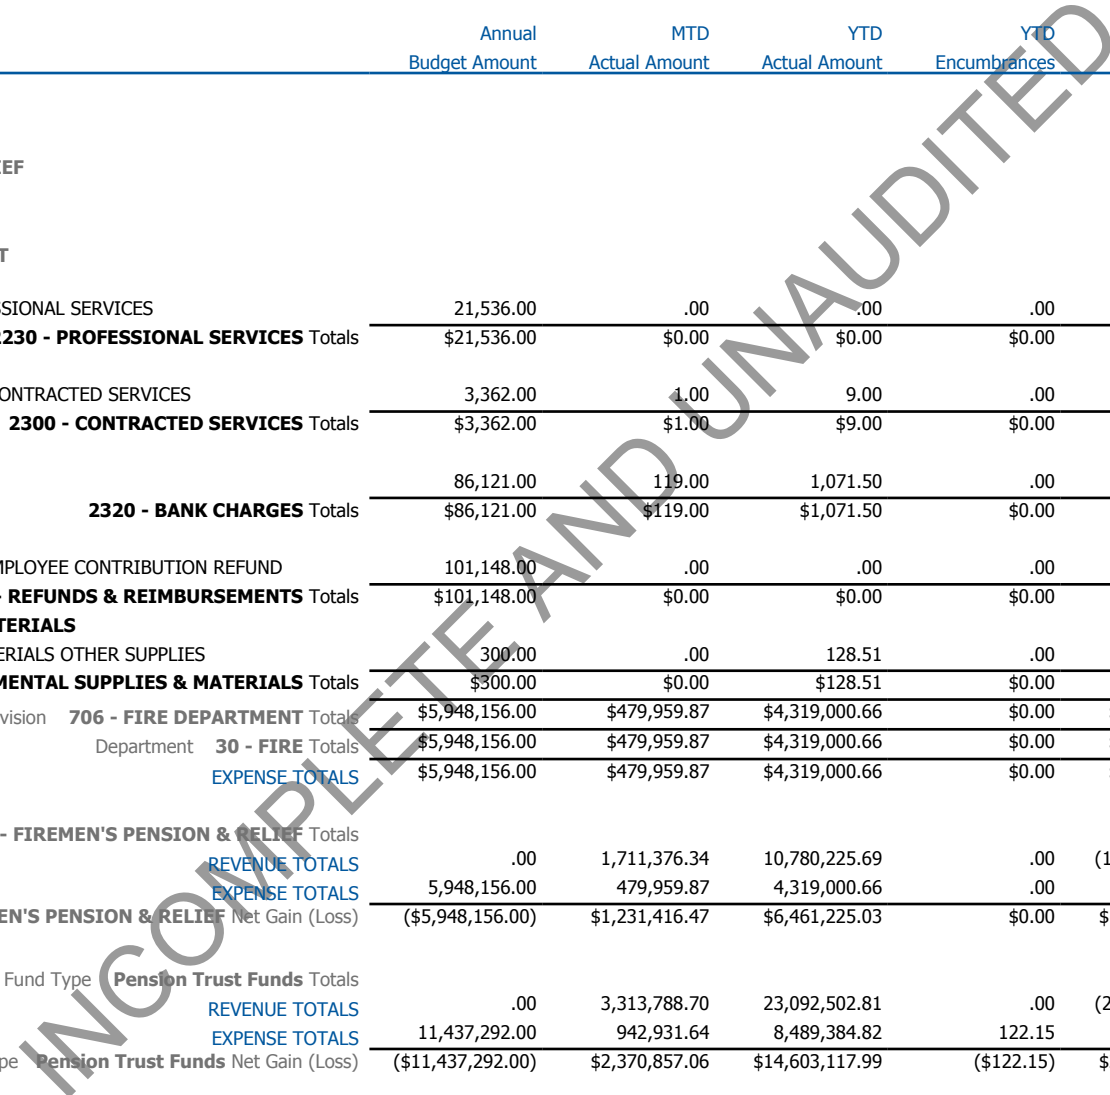 Annual MTD YTD YTD
Budget Amount Actual Amount Actual Amount Encumbrances
IEF
T
SSIONAL SERVICES 21,536.00 .00 .00 .00
2230 - PROFESSIONAL SERVICES Totals $21,536.00 $0.00 $0.00 $0.00
ONTRACTED SERVICES 3,362.00 1.00 9.00 .00
2300 - CONTRACTED SERVICES Totals $3,362.00 $1.00 $9.00 $0.00
86,121.00 119.00 1,071.50 .00
2320 - BANK CHARGES Totals $86,121.00 $119.00 $1,071.50 $0.00
MPLOYEE CONTRIBUTION REFUND 101,148.00 .00 .00 .00
- REFUNDS & REIMBURSEMENTS Totals $101,148.00 $0.00 $0.00 $0.00
TERIALS
ERIALS OTHER SUPPLIES 300.00 .00 128.51 .00
MENTAL SUPPLIES & MATERIALS Totals $300.00 $0.00 $128.51 $0.00
vision 706 - FIRE DEPARTMENT Totals $5,948,156.00 $479,959.87 $4,319,000.66 $0.00
Department 30 - FIRE Totals $5,948,156.00 $479,959.87 $4,319,000.66 $0.00
EXPENSE TOTALS $5,948,156.00 $479,959.87 $4,319,000.66 $0.00
- FIREMEN'S PENSION & RELIEF Totals
REVENUE TOTALS .00 1,711,376.34 10,780,225.69 .00 (1
EXPENSE TOTALS 5,948,156.00 479,959.87 4,319,000.66 .00
EN'S PENSION & RELIEF Net Gain (Loss) ($5,948,156.00) $1,231,416.47 $6,461,225.03 $0.00 $
Fund Type Pension Trust Funds Totals
REVENUE TOTALS .00 3,313,788.70 23,092,502.81 .00 (2
EXPENSE TOTALS 11,437,292.00 942,931.64 8,489,384.82 122.15
pe Pension Trust Funds Net Gain (Loss) ($11,437,292.00) $2,370,857.06 $14,603,117.99 ($122.15) $
INCOMPLETE AND UNAUDITED